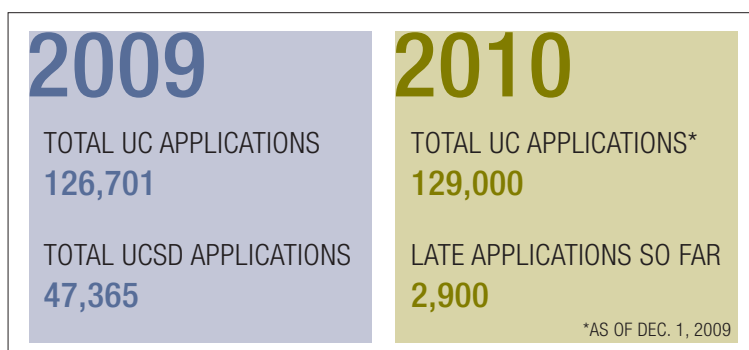 2009
TOTAL UC APPLICATIONS
126,701
TOTAL UCSD APPLICATIONS
47,365
2010
TOTAL UC APPLICATIONS*
129,000
LATE APPLICATIONS SO FAR
2,900
*AS OF DEC. 1, 2009